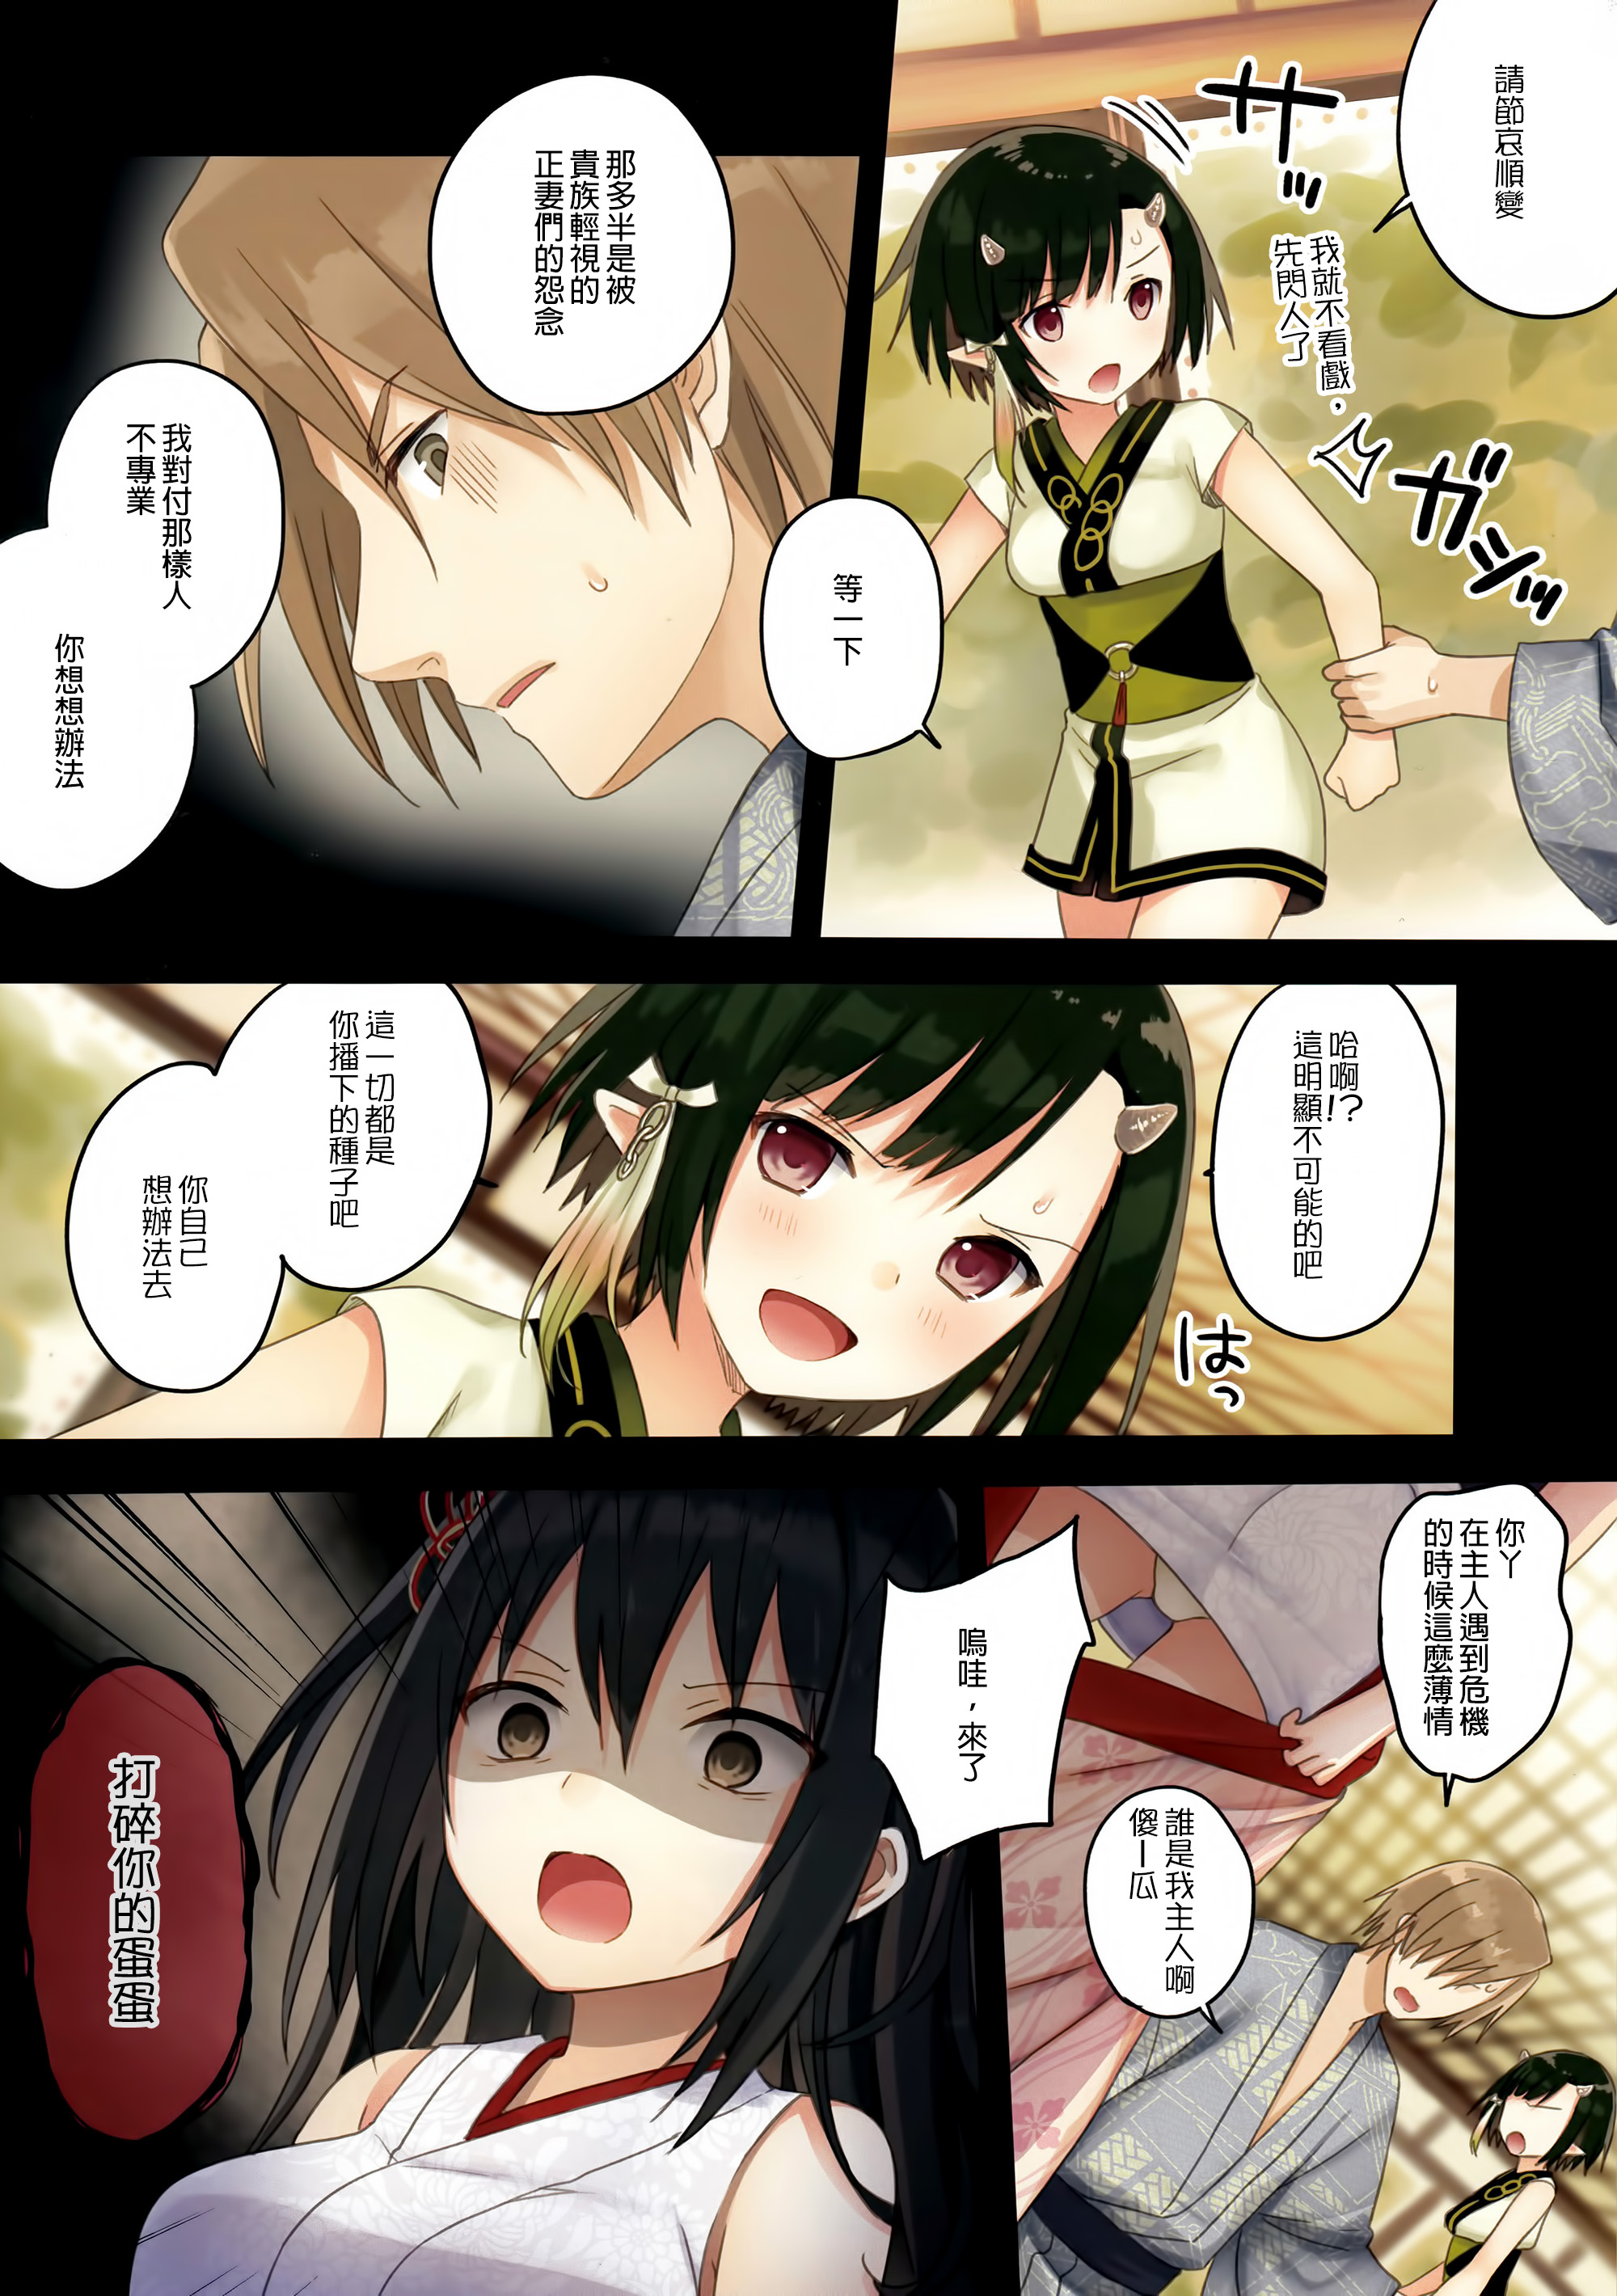 請節哀順變
サッ
我就不看戲，
先閃人了
ガシッ
等一下
那多半是被
貴族輕視的
正妻們的怨念
我對付那樣人
不專業
你想想辦法
哈啊!?
這明顯不可能的吧
はっ
這一切都是
你播下的種子吧
你自己
想辦法去
你丫
在主人遇到危機
的時候這麼薄情
誰是我主人啊
傻ー瓜
嗚哇，來了
打碎你的蛋蛋